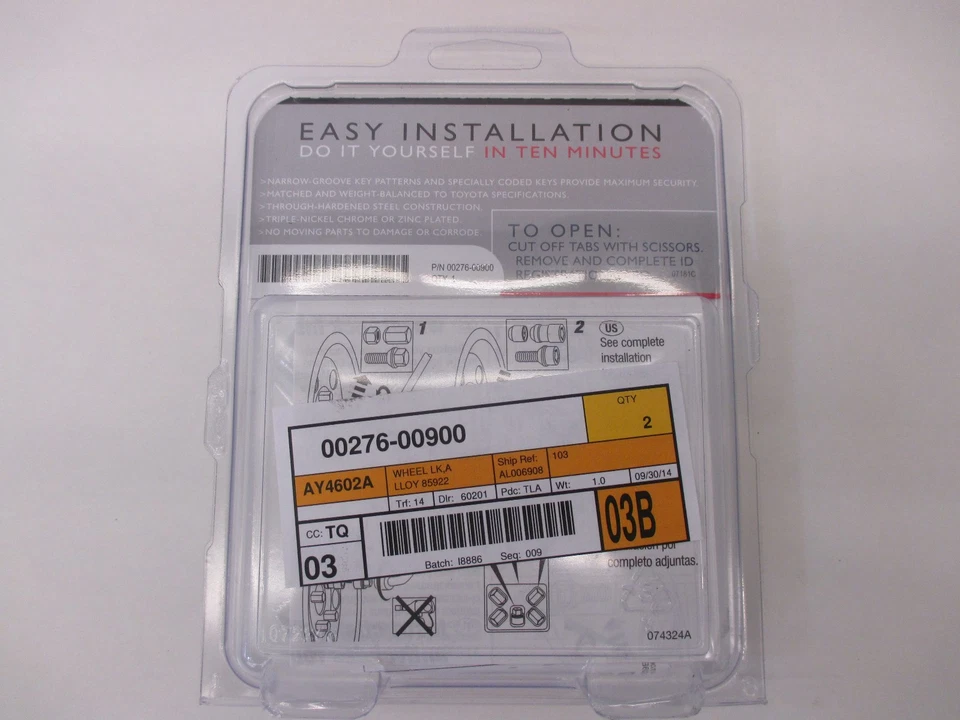 EASY INSTALLATION
DO IT YOURSELF IN TEN MINUTES
>NARROW-GROOVE KEY PATTERNS AND SPECIALLY CODED KEYS PROVIDE MAXIMUM SECURITY.
>MATCHED AND WEIGHT-BALANCED TO TOYOTA SPECIFICATIONS.
>THROUGH-HARDENED STEEL CONSTRUCTION.
>TRIPLE-NICKEL CHROME OR ZINC PLATED.
>NO MOVING PARTS TO DAMAGE OR CORRODE.
TO OPEN:
CUT OFF TABS WITH SCISSORS.
REMOVE AND COMPLETE ID
P/N 00276-00900
QTY 1
1
2
US
See complete
installation
00276-00900
QTY
2
AY4602A
WHEEL LK,A
LLOY 85922
Ship Ref:
AL006908
103
Trf: 14
Dlr: 60201
Pdc: TLA
Wt:
1.0
09/30/14
CC: TQ
03
03B
Batch: I8886
Seq: 009
por
completo adjuntas.
074324A